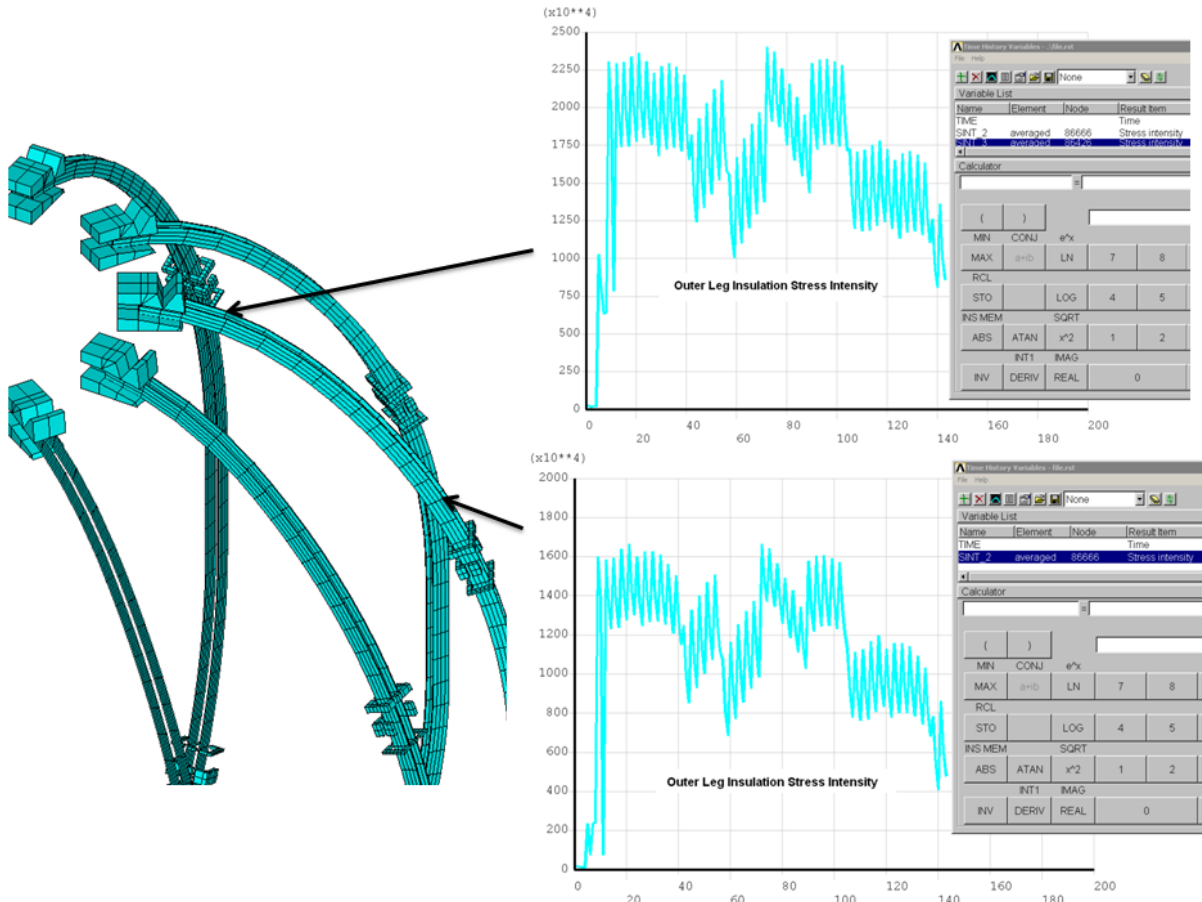 (x10**4)
2500
2250
2000
1750
1500
1250
1000
750
500
250
0
0
20
40
60
80
100
120
140
160
180
200
Outer Leg Insulation Stress Intensity
Time History Variables - .\file.rst
File Help
None
Variable List
Name Element Node Result Item
TIME Time
SINT_2 averaged 86666 Stress intensity
SINT_3 averaged 86426 Stress intensity
Calculator
=
( )
MIN CONJ e^x
MAX a+ib LN 7 8
RCL
STO LOG 4 5
INS MEM SQRT
ABS ATAN x^2 1 2
INT1 IMAG
INV DERIV REAL 0
(x10**4)
2000
1800
1600
1400
1200
1000
800
600
400
200
0
0
20
40
60
80
100
120
140
160
180
200
Outer Leg Insulation Stress Intensity
Time History Variables - file.rst
File Help
None
Variable List
Name Element Node Result Item
TIME Time
SINT_2 averaged 86666 Stress intensity
Calculator
=
( )
MIN CONJ e^x
MAX a+ib LN 7 8
RCL
STO LOG 4 5
INS MEM SQRT
ABS ATAN x^2 1 2
INT1 IMAG
INV DERIV REAL 0